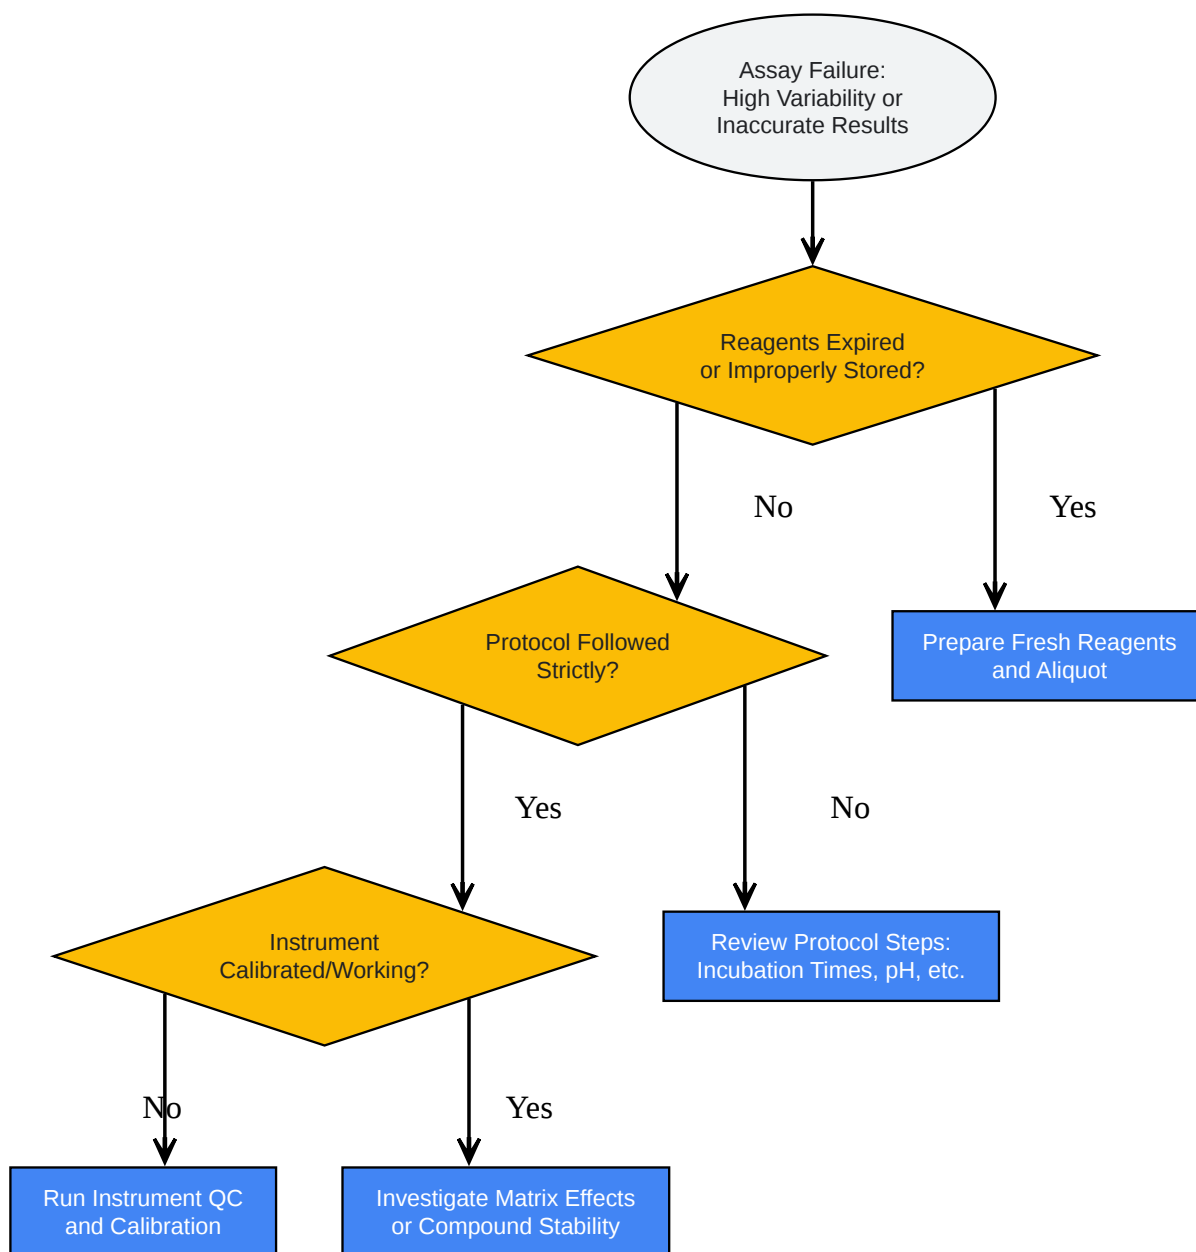 Assay Failure:
High Variability or
Inaccurate Results
Reagents Expired
or Improperly Stored?
No
Yes
Protocol Followed
Strictly?
Prepare Fresh Reagents
and Aliquot
Yes
No
Instrument
Calibrated/Working?
Review Protocol Steps:
Incubation Times, pH, etc.
No
Yes
Run Instrument QC
and Calibration
Investigate Matrix Effects
or Compound Stability